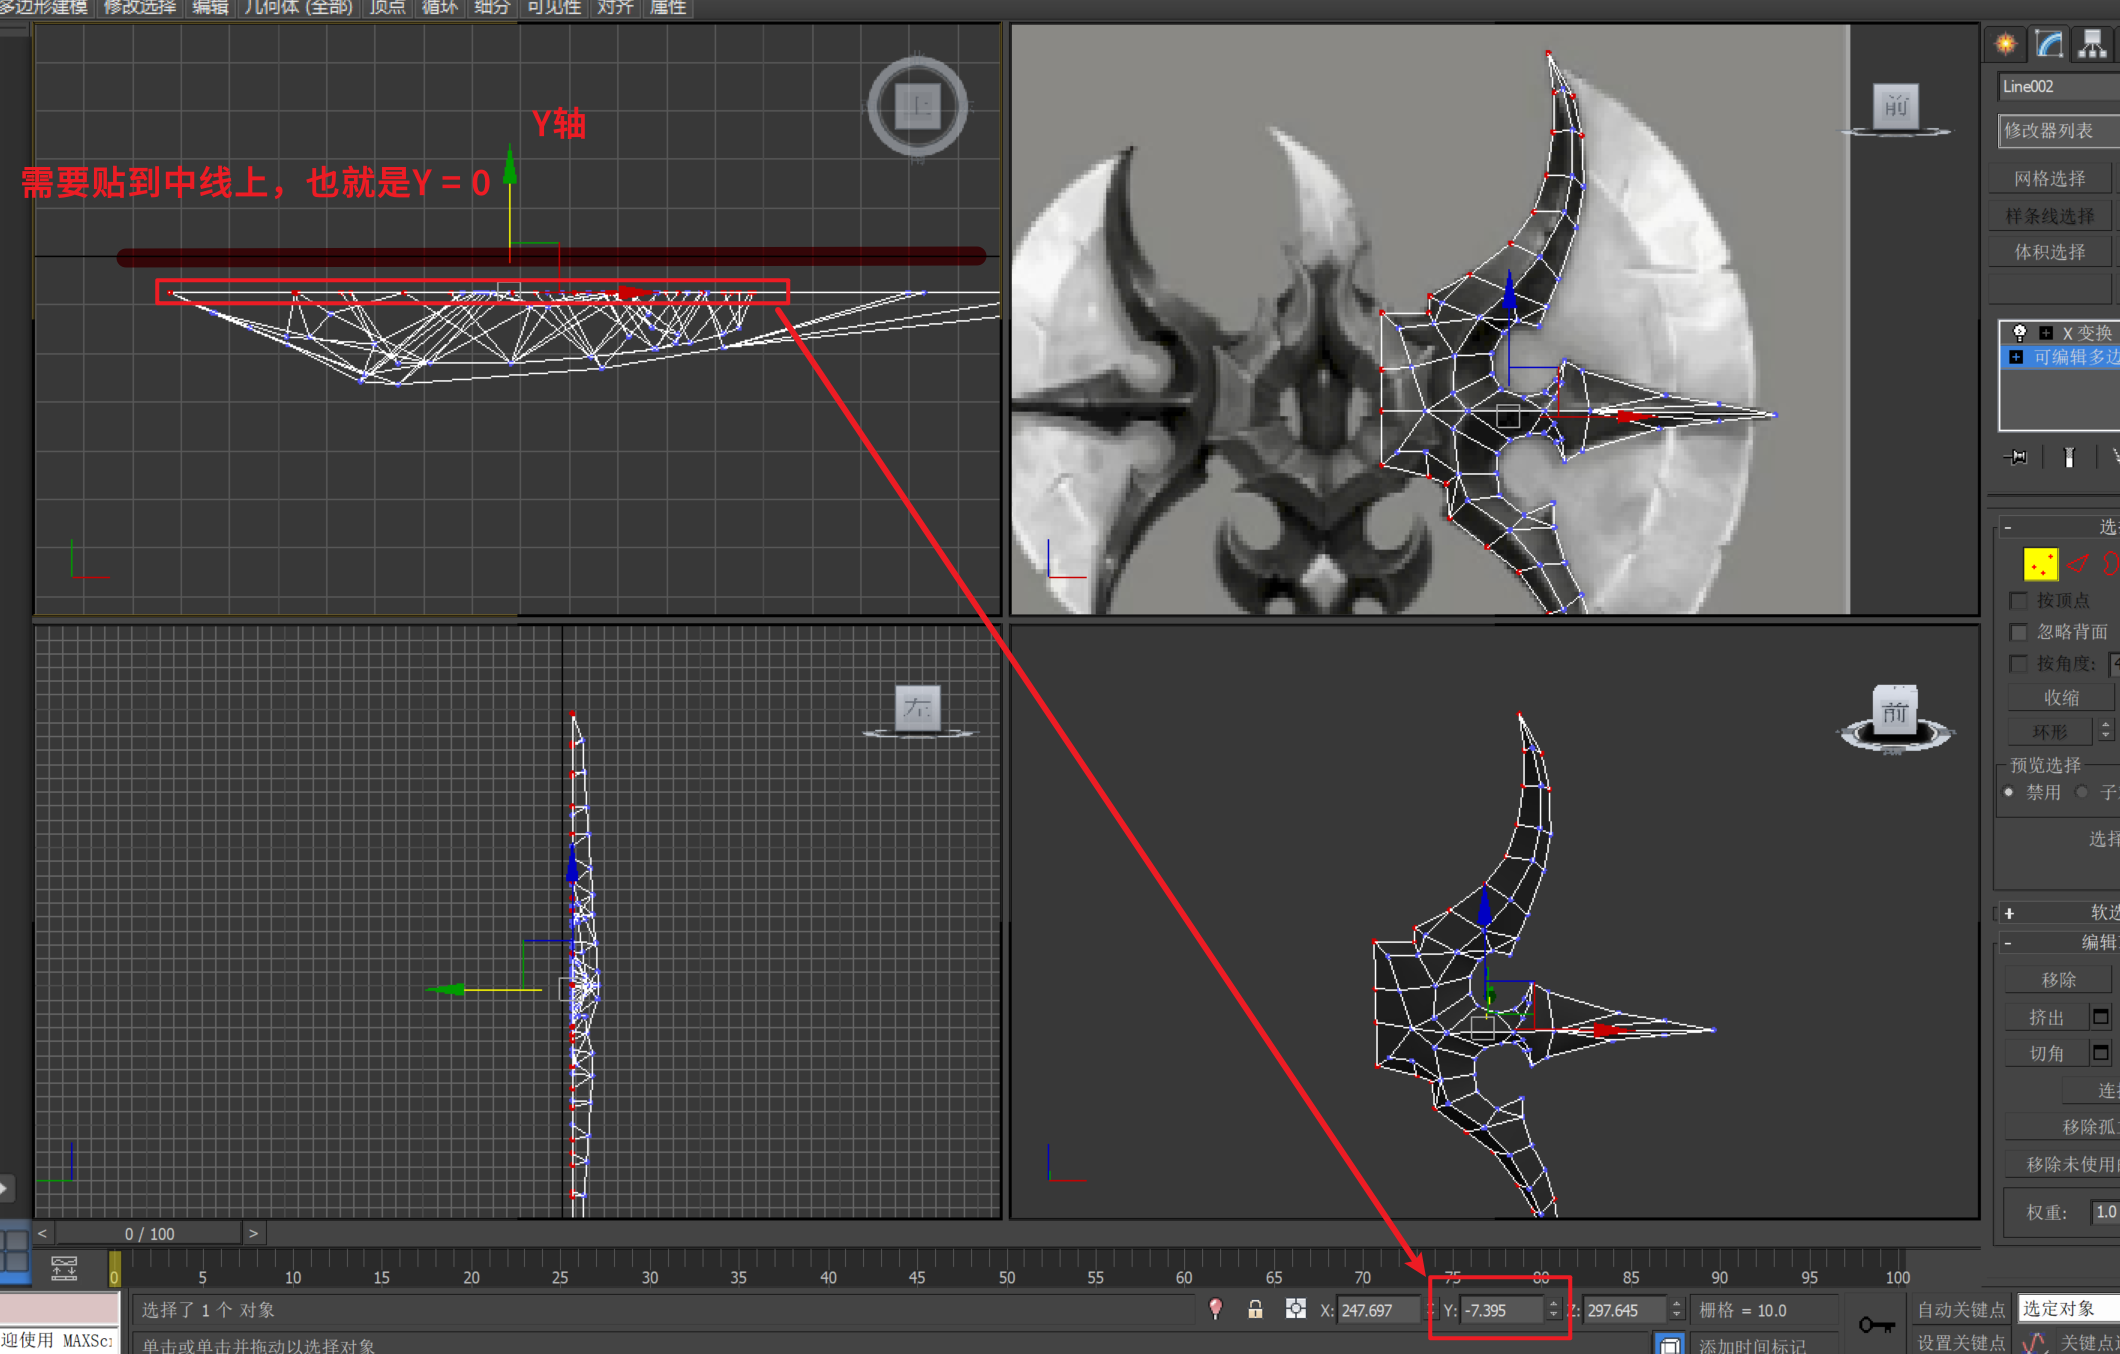 多边形建模 修改选择 编辑 几何体 (全部) 顶点 循环 细分 可见性 对齐 属性
Y轴
需要贴到中线上，也就是Y = 0
上
前
左
前
Line002
修改器列表
网格选择
样条线选择
体积选择
X 变换
可编辑多边
选
按顶点
忽略背面
按角度:
收缩
环形
预览选择
禁用 子
选择
软选
编辑
移除
挤出
切角
连接
移除孤
移除未使用的
权重: 1.0
< 0 / 100 >
0 5 10 15 20 25 30 35 40 45 50 55 60 65 70 75 80 85 90 95 100
选择了 1 个 对象
X: 247.697 Y: -7.395 Z: 297.645 栅格 = 10.0
自动关键点 选定对象
迎使用 MAXSc
单击或单击并拖动以选择对象
添加时间标记
设置关键点 关键点